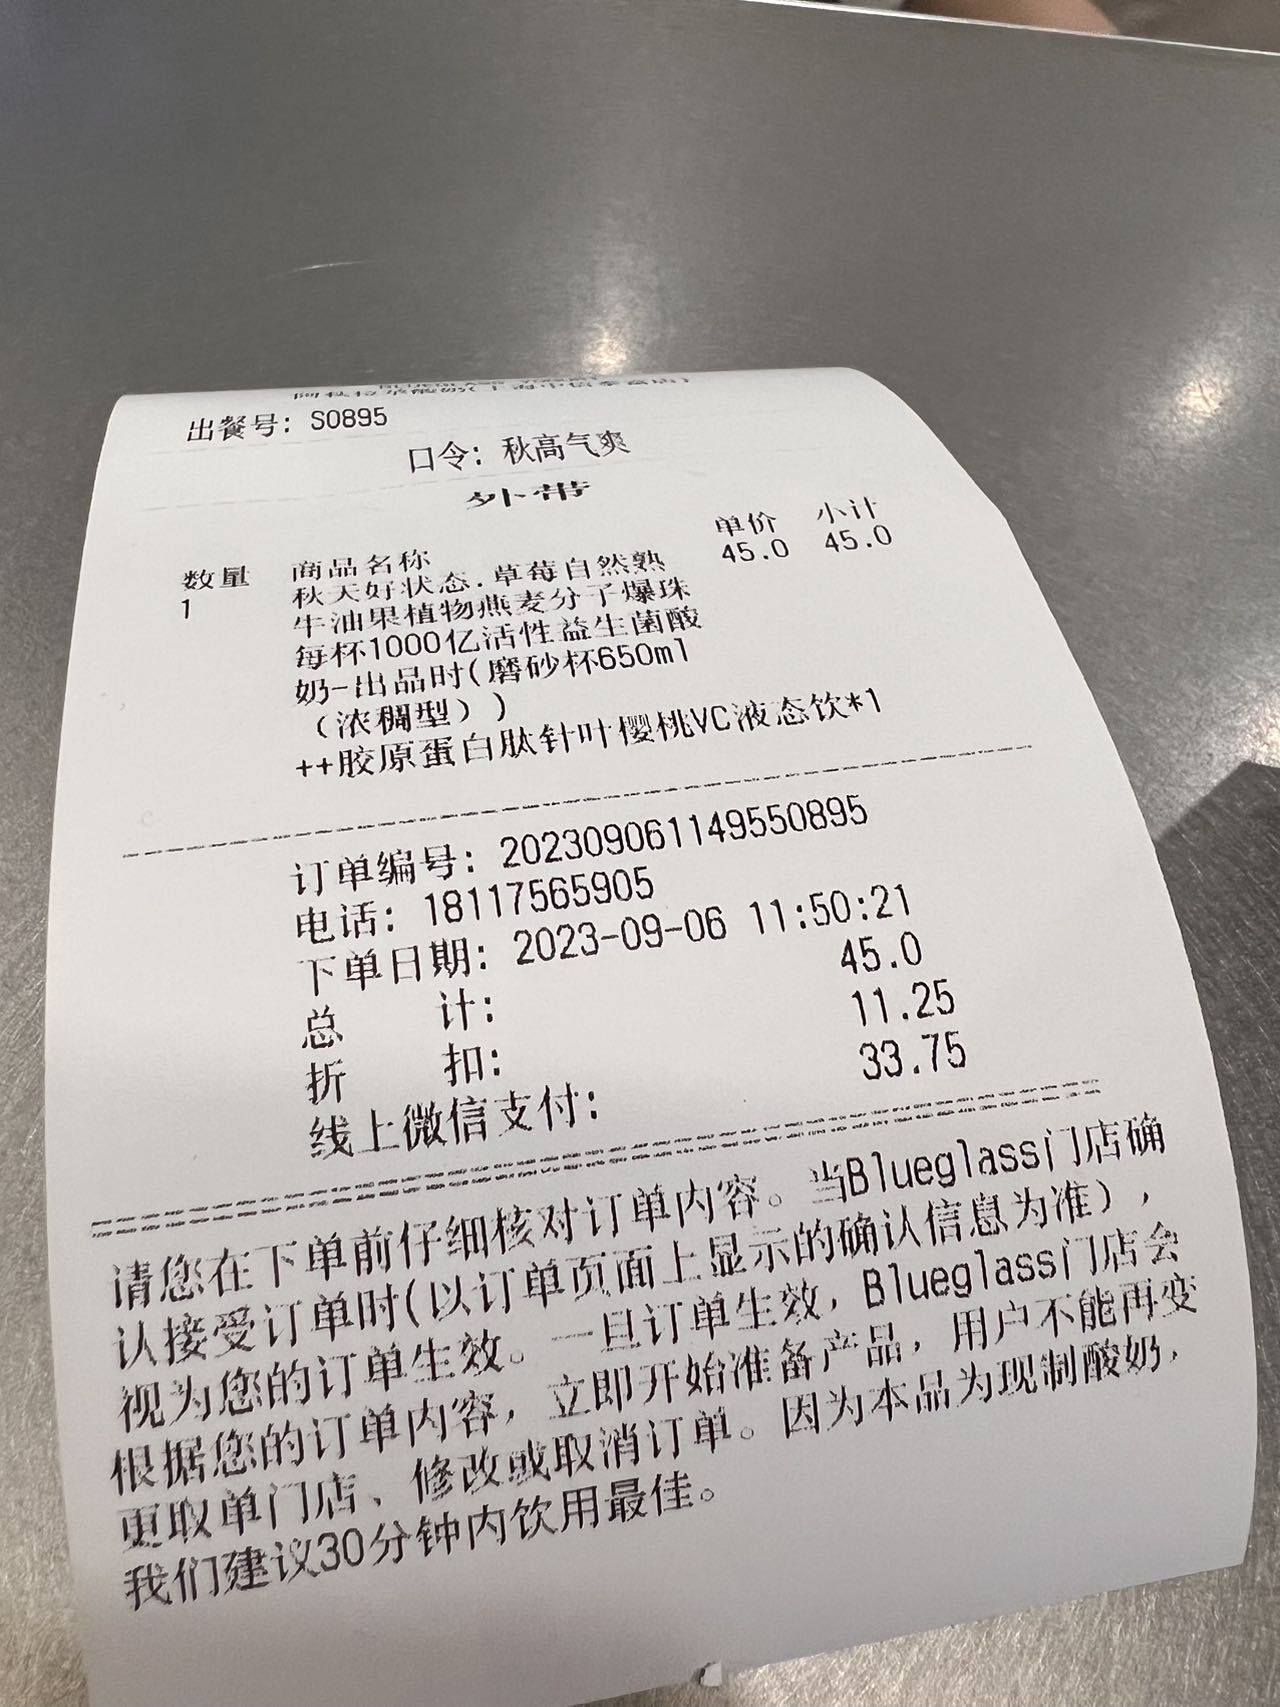 出餐号: S0895
口令: 秋高气爽
外带
数量 商品名称 单价 小计
1 秋天好状态.草莓自然熟 45.0 45.0
牛油果植物燕麦分子爆珠
每杯1000亿活性益生菌酸
奶-出品时(磨砂杯650ml
(浓稠型))
++胶原蛋白肽针叶樱桃VC液态饮*1
订单编号: 202309061149550895
电话: 18117565905
下单日期: 2023-09-06 11:50:21
总 计: 45.0
折 扣: 11.25
线上微信支付: 33.75
请您在下单前仔细核对订单内容。当Blueglass门店确
认接受订单时(以订单页面上显示的确认信息为准),
视为您的订单生效。一旦订单生效, Blueglass门店会
根据您的订单内容, 立即开始准备产品, 用户不能再变
更取单门店、修改或取消订单。因为本品为现制酸奶,
我们建议30分钟内饮用最佳。